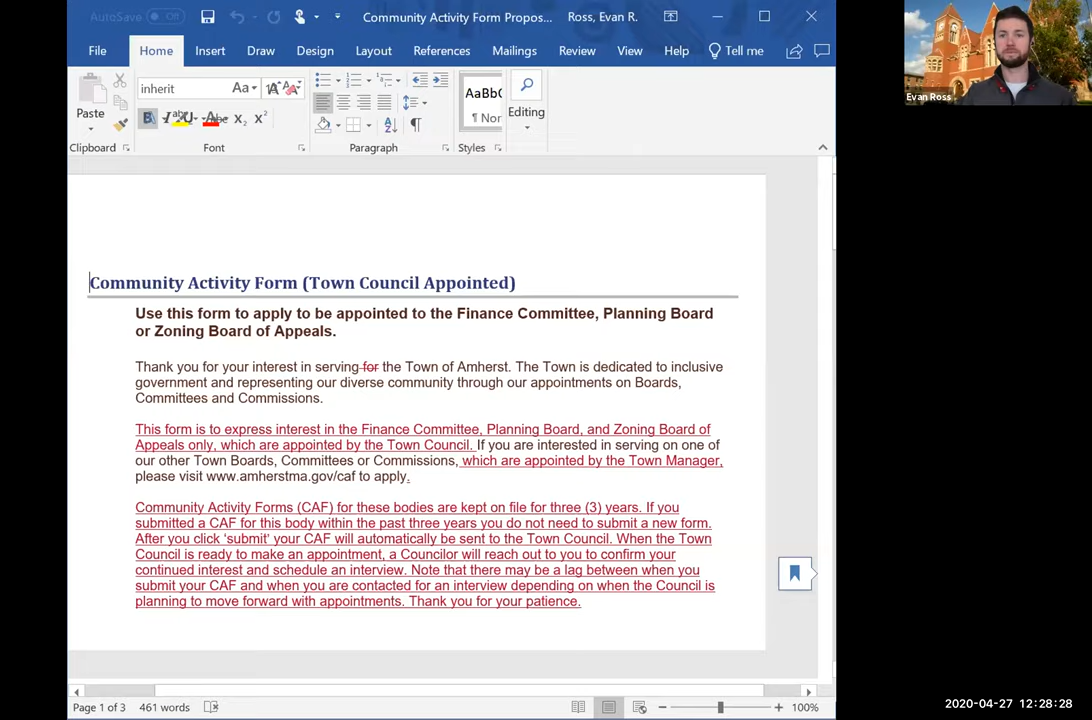 AutoSave Off
Community Activity Form Propos... Ross, Evan R.
File Home Insert Draw Design Layout References Mailings Review View Help Tell me
Paste
inherit
Aa
Editing
AaBbC
¶ Nor
Clipboard Font Paragraph Styles
Community Activity Form (Town Council Appointed)
Use this form to apply to be appointed to the Finance Committee, Planning Board
or Zoning Board of Appeals.
Thank you for your interest in serving for the Town of Amherst. The Town is dedicated to inclusive
government and representing our diverse community through our appointments on Boards,
Committees and Commissions.
This form is to express interest in the Finance Committee, Planning Board, and Zoning Board of
Appeals only, which are appointed by the Town Council. If you are interested in serving on one of
our other Town Boards, Committees or Commissions, which are appointed by the Town Manager,
please visit www.amherstma.gov/caf to apply.
Community Activity Forms (CAF) for these bodies are kept on file for three (3) years. If you
submitted a CAF for this body within the past three years you do not need to submit a new form.
After you click ‘submit’ your CAF will automatically be sent to the Town Council. When the Town
Council is ready to make an appointment, a Councilor will reach out to you to confirm your
continued interest and schedule an interview. Note that there may be a lag between when you
submit your CAF and when you are contacted for an interview depending on when the Council is
planning to move forward with appointments. Thank you for your patience.
Page 1 of 3 461 words
100%
Evan Ross
2020-04-27 12:28:28